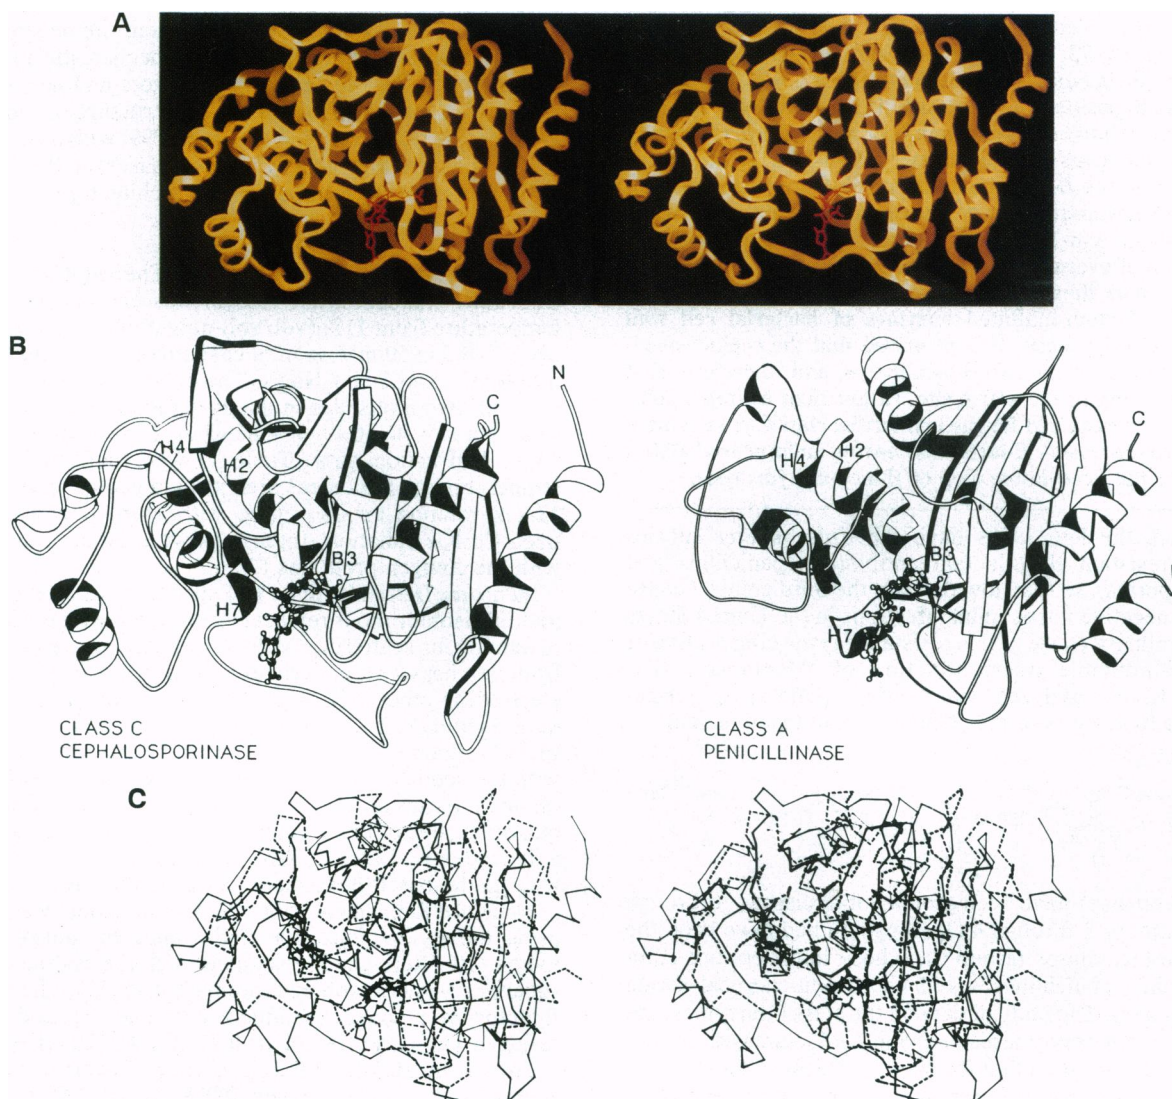 A
B
N
C
H4
H2
B3
H7
CLASS C
CEPHALOSPORINASE
C
H2
H4
B3
H7
CLASS A
PENICILLINASE
C